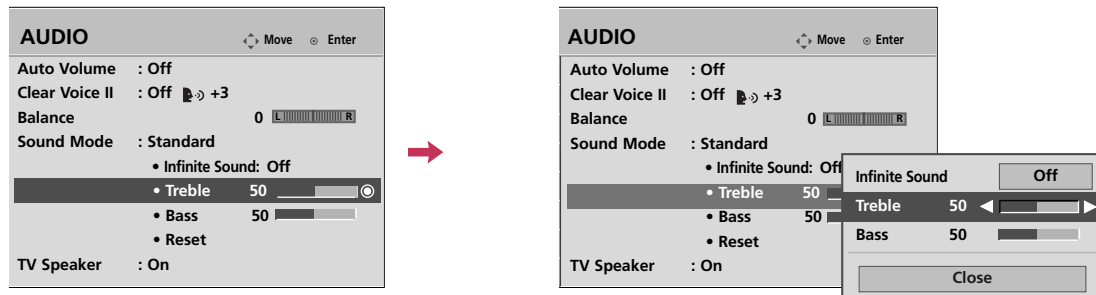 AUDIO
Move Enter
Auto Volume : Off
Clear Voice II : Off +3
Balance 0 L R
Sound Mode : Standard
• Infinite Sound: Off
• Treble 50
• Bass 50
• Reset
TV Speaker : On
AUDIO
Move Enter
Auto Volume : Off
Clear Voice II : Off +3
Balance 0 L R
Sound Mode : Standard
• Infinite Sound: Off
• Treble 50
• Bass 50
• Reset
TV Speaker : On
Infinite Sound Off
Treble 50
Bass 50
Close